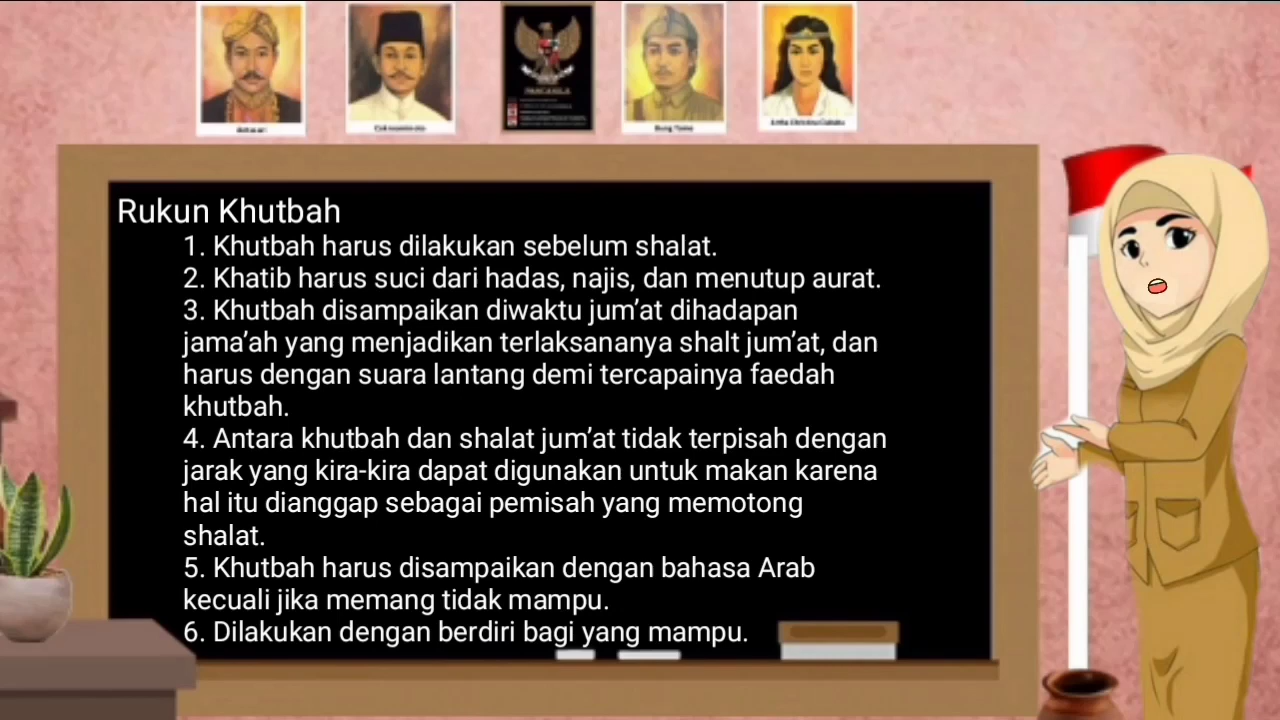 PANCASILA
Bung Tomo
Rukun Khutbah
1. Khutbah harus dilakukan sebelum shalat.
2. Khatib harus suci dari hadas, najis, dan menutup aurat.
3. Khutbah disampaikan diwaktu jum’at dihadapan
jama’ah yang menjadikan terlaksananya shalt jum’at, dan
harus dengan suara lantang demi tercapainya faedah
khutbah.
4. Antara khutbah dan shalat jum’at tidak terpisah dengan
jarak yang kira-kira dapat digunakan untuk makan karena
hal itu dianggap sebagai pemisah yang memotong
shalat.
5. Khutbah harus disampaikan dengan bahasa Arab
kecuali jika memang tidak mampu.
6. Dilakukan dengan berdiri bagi yang mampu.